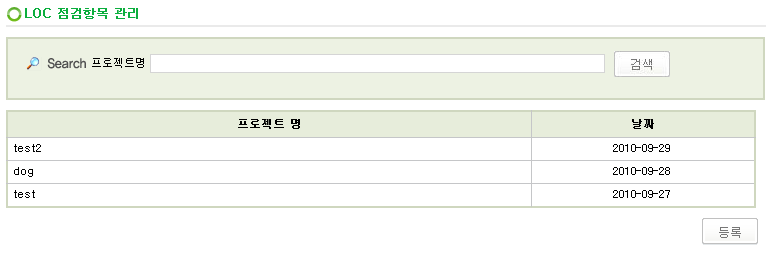 LOC 점검항목 관리
Search 프로젝트명 검색
프로젝트 명 날짜
test2 2010-09-29
dog 2010-09-28
test 2010-09-27
등록